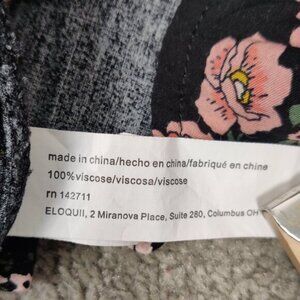 made in china/hecho en china/fabriqué en chine
100%viscose/viscosa/viscose
rn 142711
ELOQUII, 2 Miranova Place, Suite 280, Columbus OH